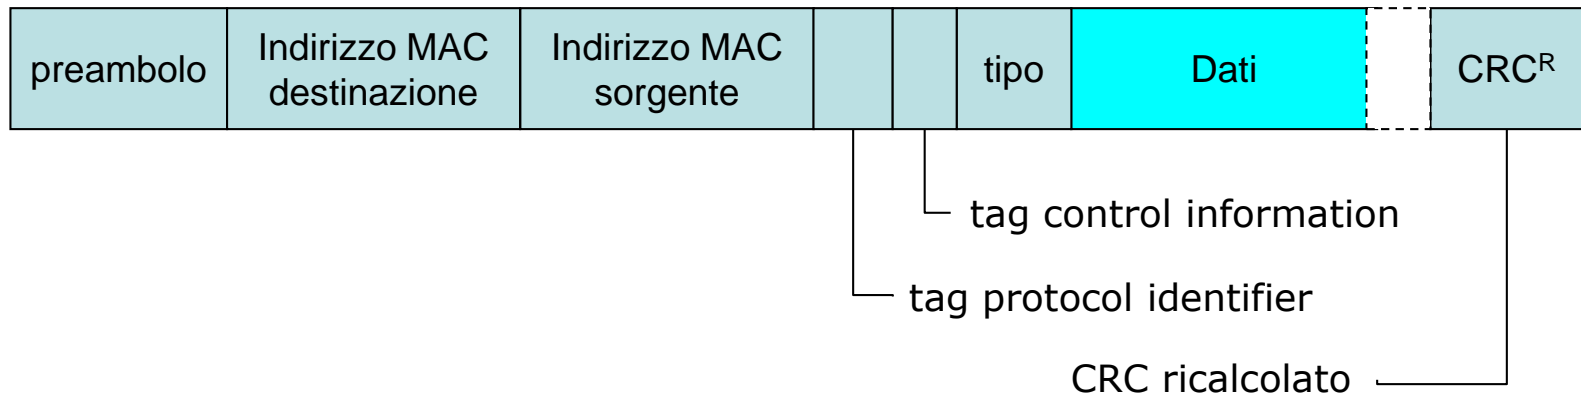 preambolo
Indirizzo MAC
destinazione
Indirizzo MAC
sorgente
tipo
Dati
CRCᴿ
tag control information
tag protocol identifier
CRC ricalcolato